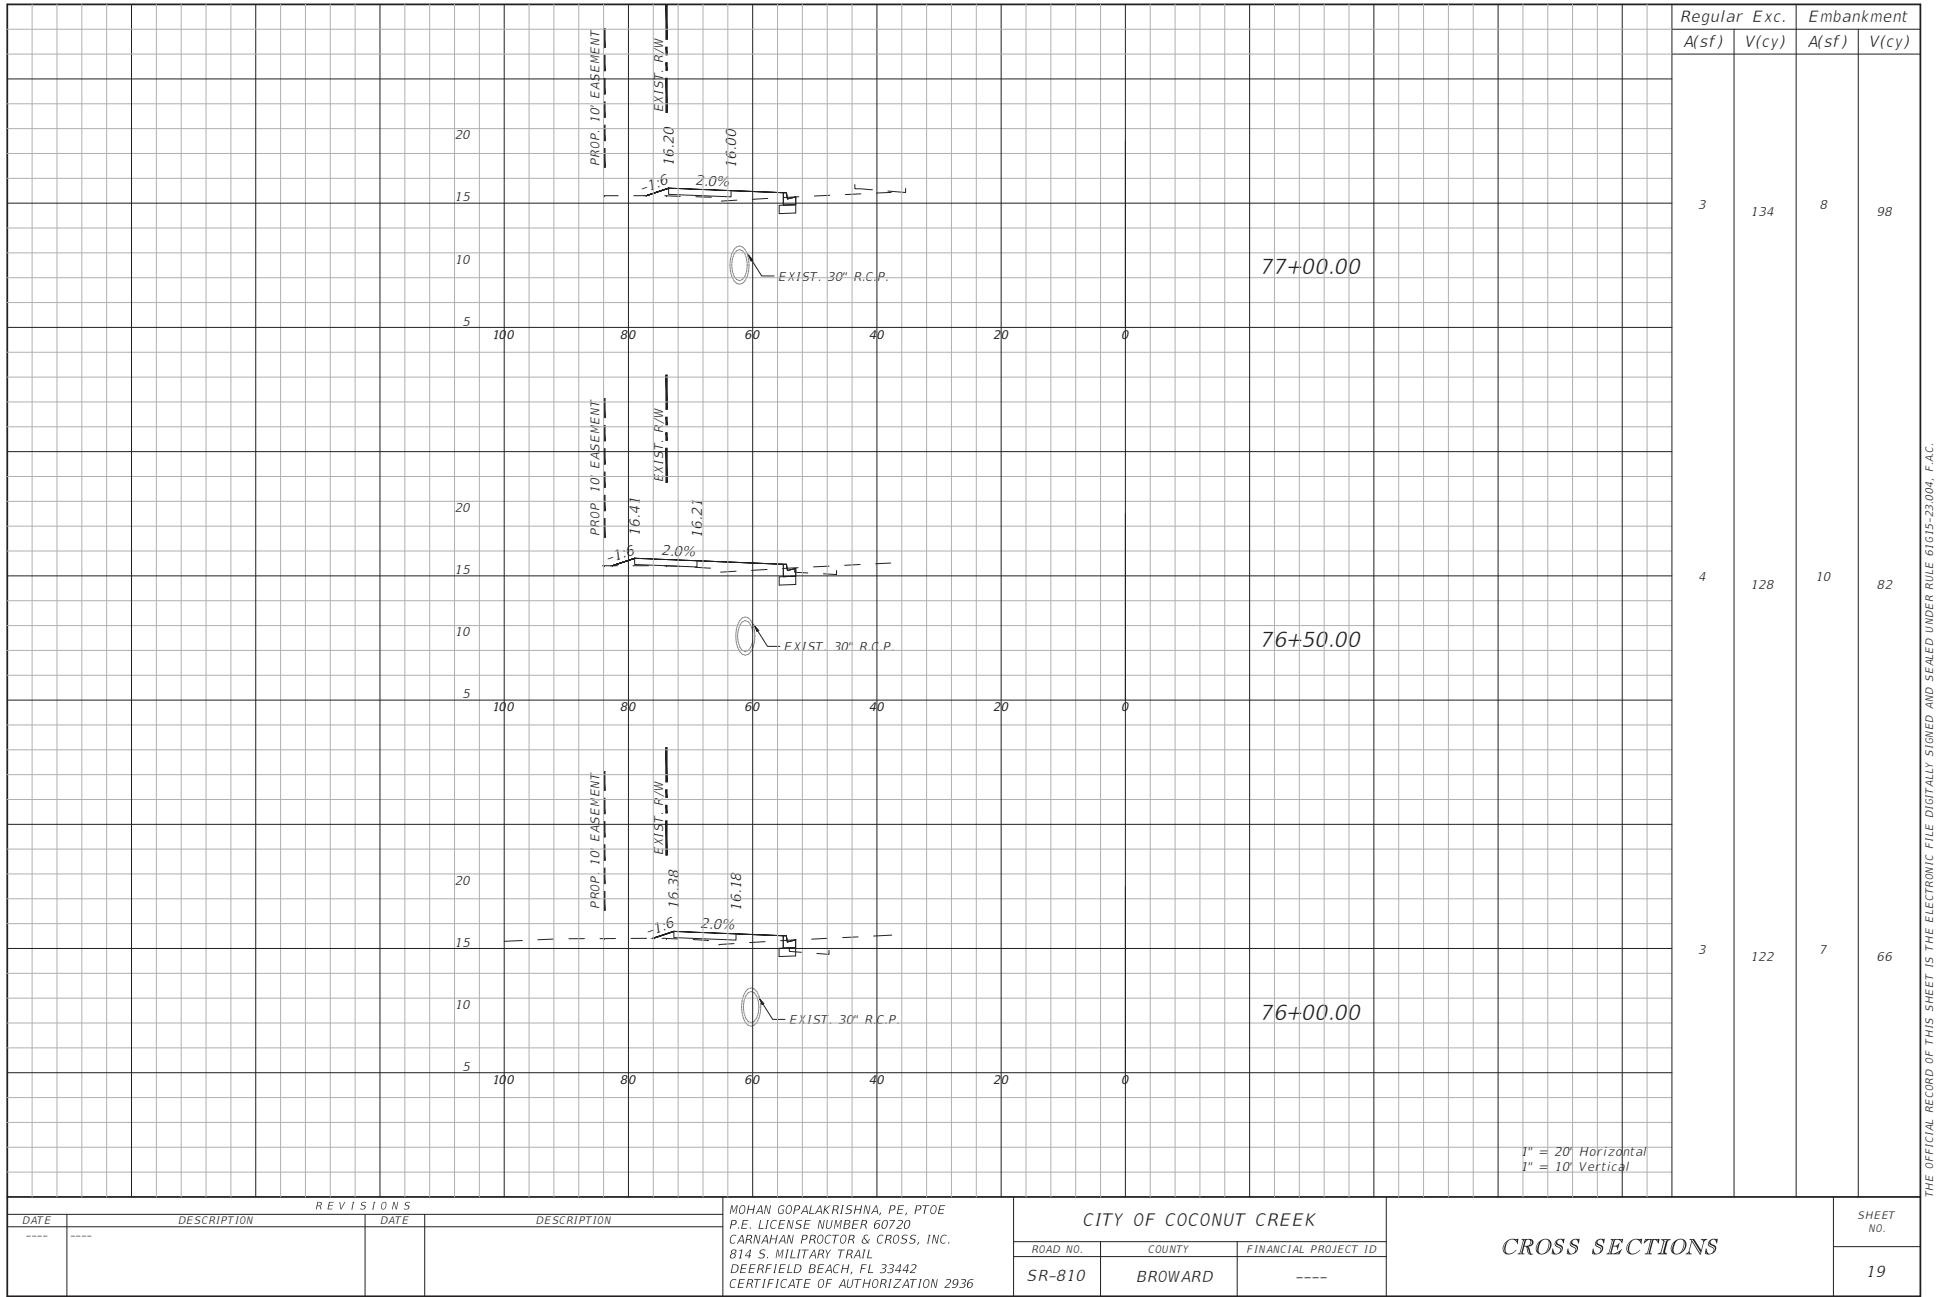 Regular Exc. Embankment
A(sf) V(cy) A(sf) V(cy)
PROP. 10' EASEMENT
EXIST. R/W
16.20
16.00
20
-1:6
2.0%
15
3 134 8 98
10
EXIST. 30" R.C.P.
77+00.00
5
100 80 60 40 20 0
PROP. 10' EASEMENT
EXIST. R/W
16.41
16.21
20
-1:6
2.0%
15
4 128 10 82
10
EXIST. 30" R.C.P.
76+50.00
5
100 80 60 40 20 0
PROP. 10' EASEMENT
EXIST. R/W
16.38
16.18
20
-1:6
2.0%
15
3 122 7 66
10
EXIST. 30" R.C.P.
76+00.00
5
100 80 60 40 20 0
1" = 20' Horizontal
1" = 10' Vertical
THE OFFICIAL RECORD OF THIS SHEET IS THE ELECTRONIC FILE DIGITALLY SIGNED AND SEALED UNDER RULE 61G15-23.004, F.A.C.
REVISIONS
DATE DESCRIPTION DATE DESCRIPTION
---- ----
MOHAN GOPALAKRISHNA, PE, PTOE
P.E. LICENSE NUMBER 60720
CARNAHAN PROCTOR & CROSS, INC.
814 S. MILITARY TRAIL
DEERFIELD BEACH, FL 33442
CERTIFICATE OF AUTHORIZATION 2936
CITY OF COCONUT CREEK
ROAD NO. COUNTY FINANCIAL PROJECT ID
SR-810 BROWARD ----
CROSS SECTIONS
SHEET
NO.
19